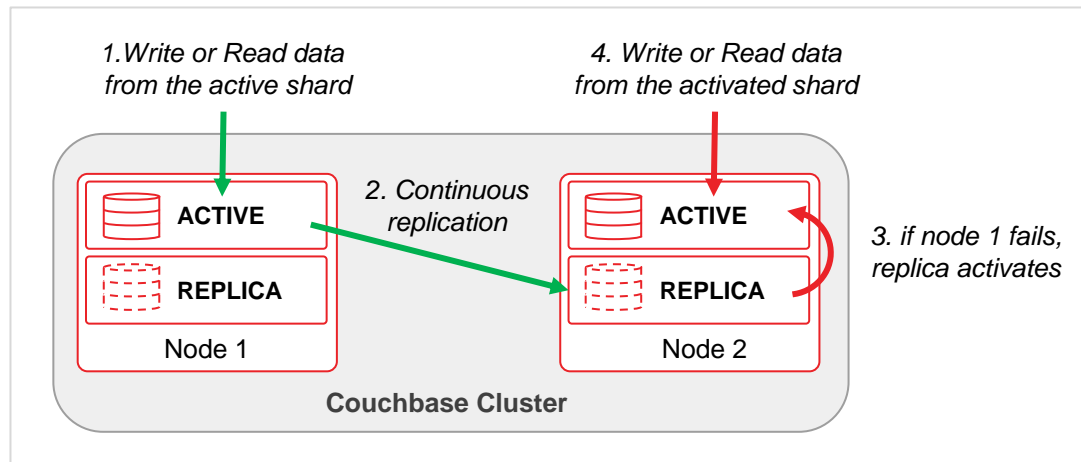 1.Write or Read data
from the active shard
4. Write or Read data
from the activated shard
2. Continuous
replication
ACTIVE
REPLICA
Node 1
ACTIVE
REPLICA
Node 2
3. if node 1 fails,
replica activates
Couchbase Cluster